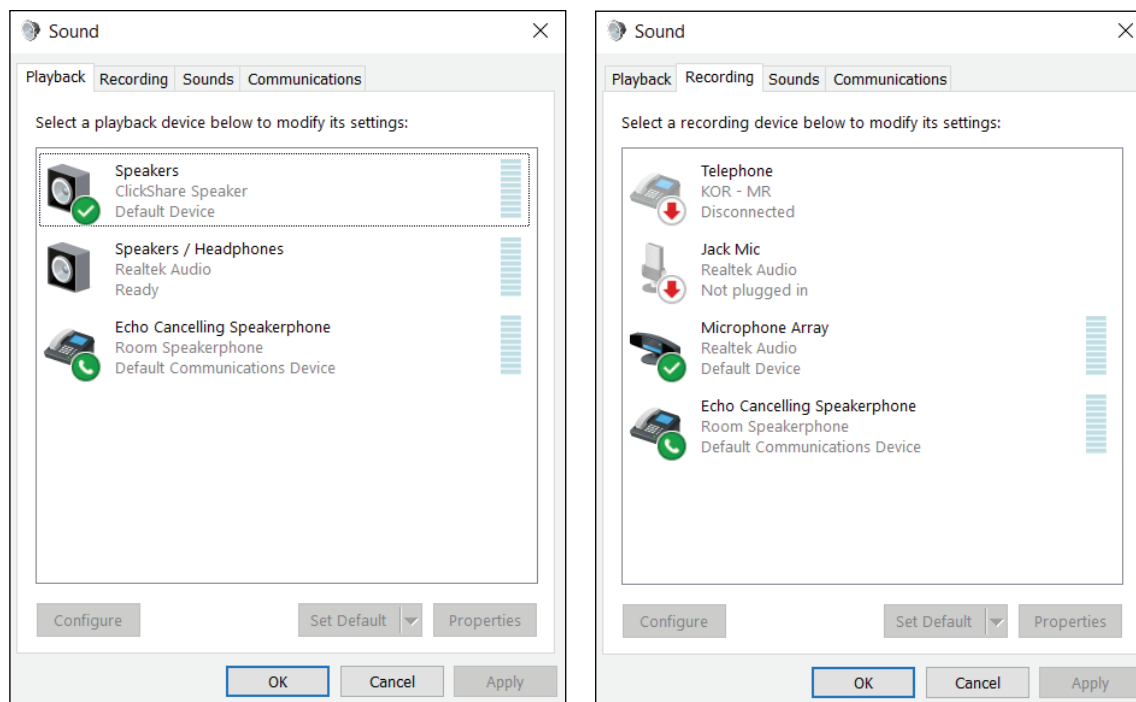 Sound
Playback Recording Sounds Communications
Select a playback device below to modify its settings:
Speakers
ClickShare Speaker
Default Device
Speakers / Headphones
Realtek Audio
Ready
Echo Cancelling Speakerphone
Room Speakerphone
Default Communications Device
Configure Set Default Properties
OK Cancel Apply
Sound
Playback Recording Sounds Communications
Select a recording device below to modify its settings:
Telephone
KOR - MR
Disconnected
Jack Mic
Realtek Audio
Not plugged in
Microphone Array
Realtek Audio
Default Device
Echo Cancelling Speakerphone
Room Speakerphone
Default Communications Device
Configure Set Default Properties
OK Cancel Apply